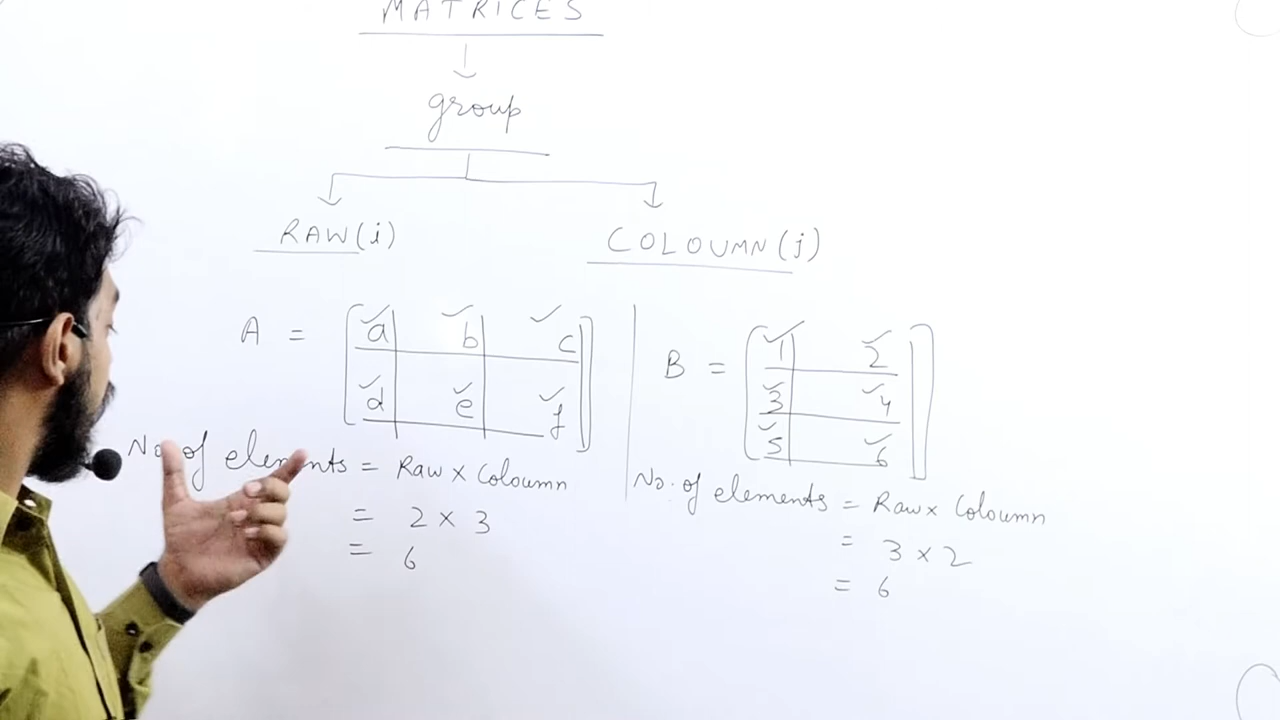 MATRICES
group
RAW(i) COLOUMN(j)
A = [a b c
d e f]
B = [1 2
3 4
5 6]
No. of elements = Raw x Coloumn
= 2 x 3
= 6
No. of elements = Raw x Coloumn
= 3 x 2
= 6